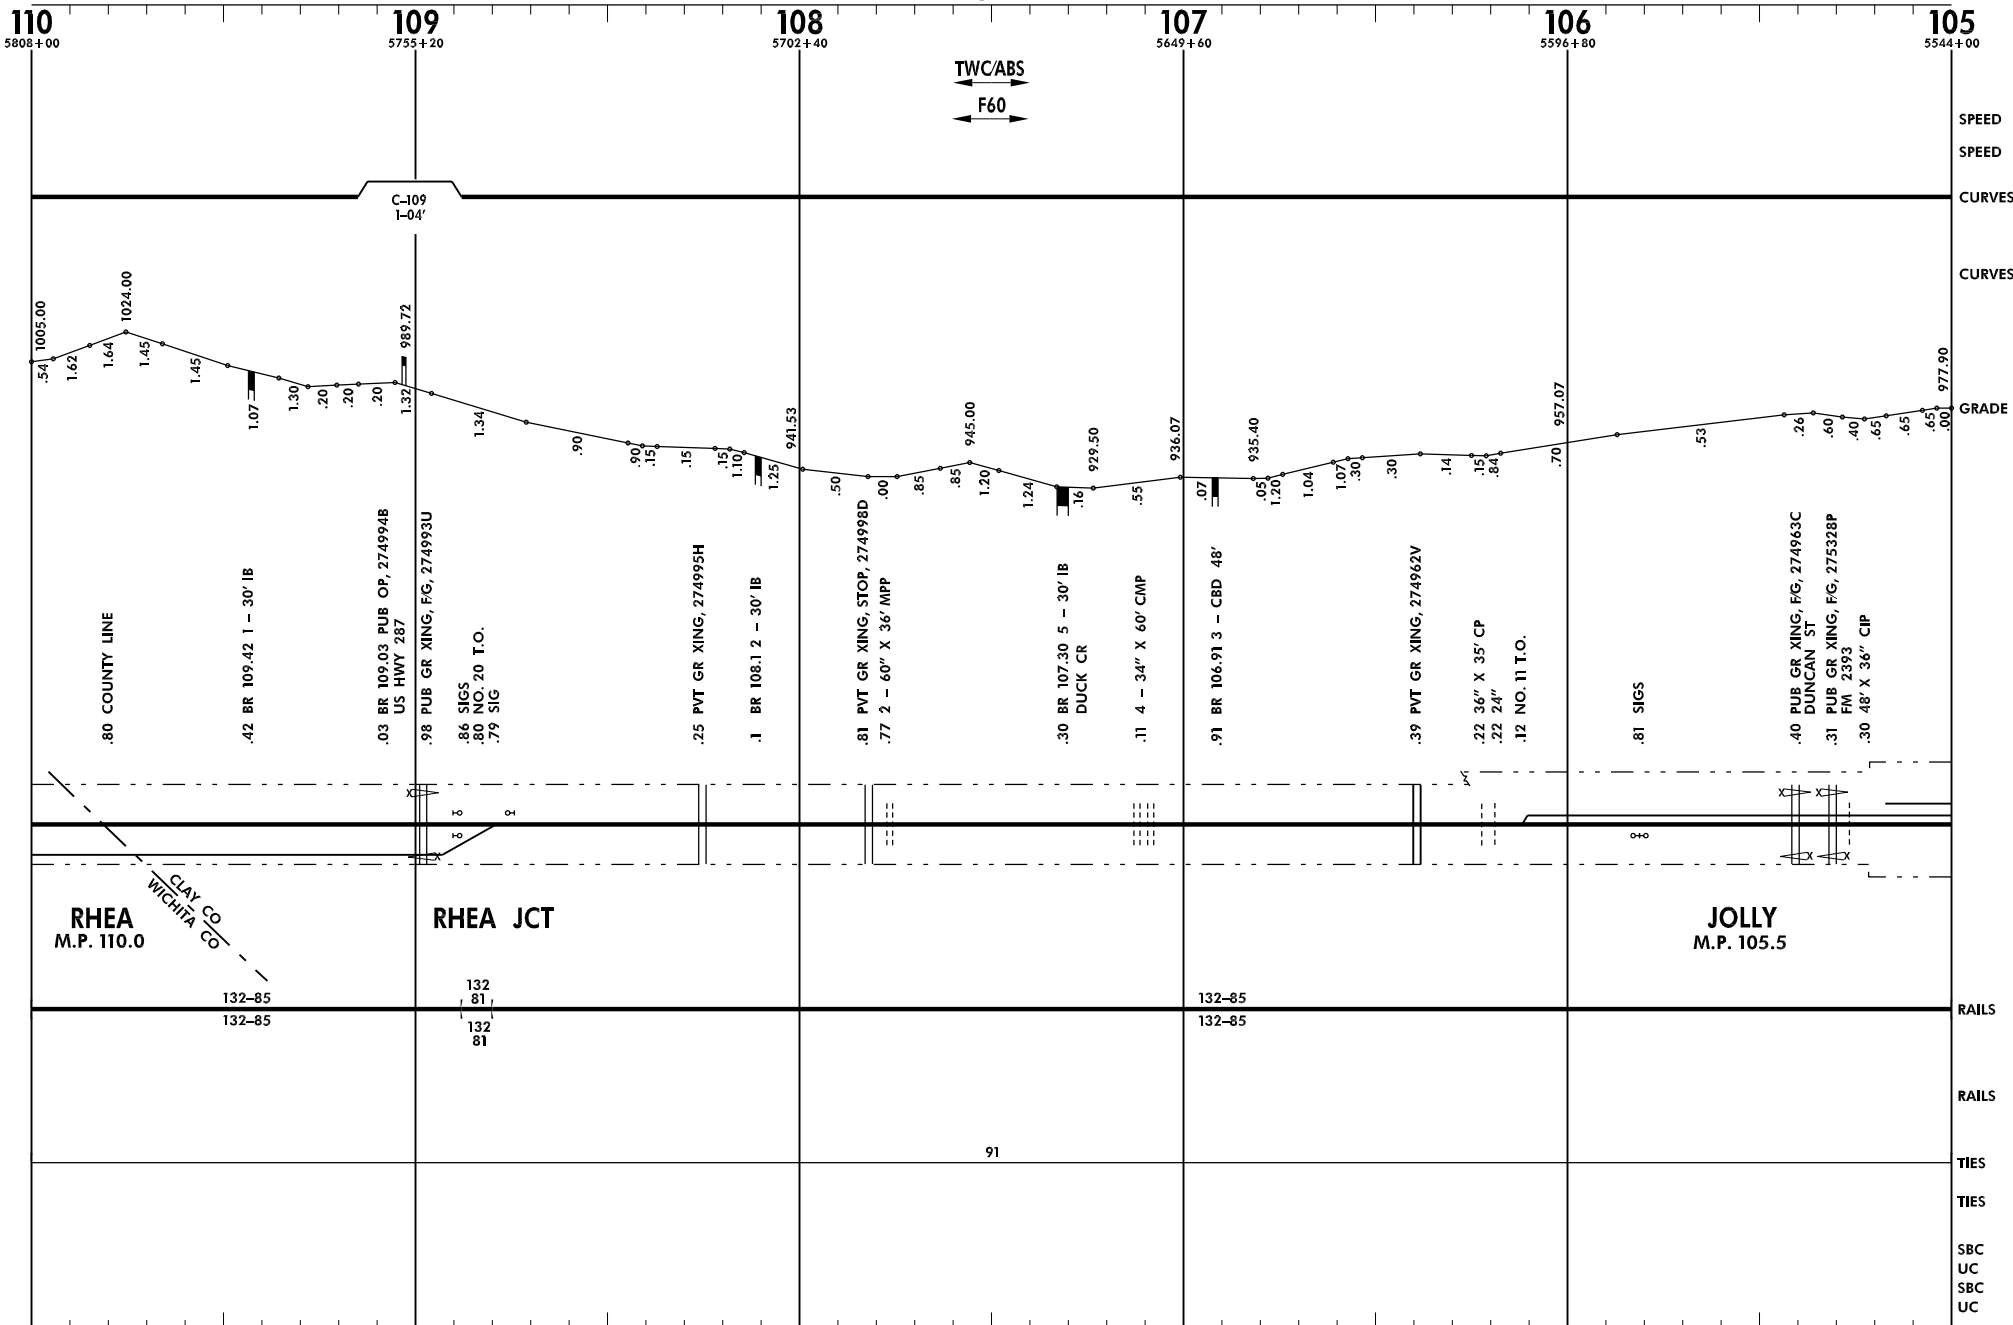 110 109 108 107 106 105
5808+00 5755+20 5702+40 5649+60 5596+80 5544+00
TWC/ABS
F60
SPEED
SPEED
CURVES
C-109
1-04'
CURVES
1005.00 1024.00 989.72 941.53 945.00 929.50 936.07 935.40 957.07 977.90
GRADE
.54 1.62 1.64 1.45 1.45 1.07 1.30 .20 .20 .20 1.32 1.34 .90 .90 .15 .15 .15 1.10 1.25 .50 .00 .85 .85 1.20 1.24 .16 .55 .07 .05 1.20 1.04 1.07 .30 .30 .14 .15 .84 .70 .53 .26 .60 .40 .65 .65 .65 .00
.80 COUNTY LINE
.42 BR 109.42 1 - 30' IB
.03 BR 109.03 PUB OP, 274994B
US HWY 287
.98 PUB GR XING, F/G, 274993U
.86 SIGS
.80 NO. 20 T.O.
.79 SIG
.25 PVT GR XING, 274995H
.1 BR 108.1 2 - 30' IB
.81 PVT GR XING, STOP, 274998D
.77 2 - 60" X 36' MPP
.30 BR 107.30 5 - 30' IB
DUCK CR
.11 4 - 34" X 60' CMP
.91 BR 106.91 3 - CBD 48'
.39 PVT GR XING, 274962V
.22 36" X 35' CP
.22 24"
.12 NO. 11 T.O.
.81 SIGS
.40 PUB GR XING, F/G, 274963C
DUNCAN ST
.31 PUB GR XING, F/G, 275328P
FM 2393
.30 48' X 36" CIP
X X X
X X X
CLAY CO
WICHITA CO
RHEA
M.P. 110.0
RHEA JCT
JOLLY
M.P. 105.5
132-85
132
81
132-85
RAILS
132-85
132
81
132-85
RAILS
91
TIES
TIES
SBC
UC
SBC
UC